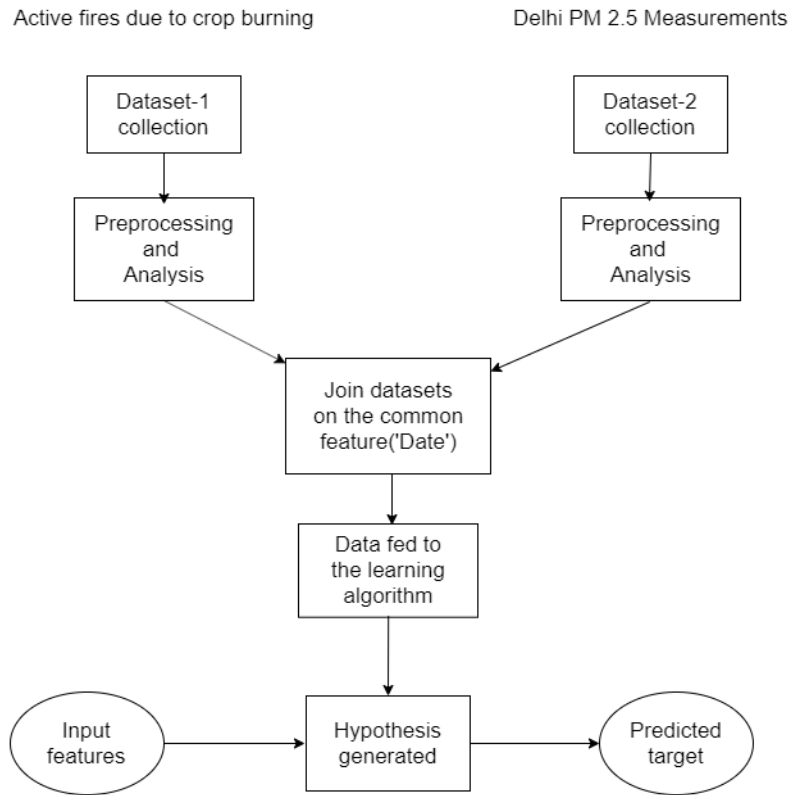 Active fires due to crop burning
Delhi PM 2.5 Measurements
Dataset-1
collection
Dataset-2
collection
Preprocessing
and
Analysis
Preprocessing
and
Analysis
Join datasets
on the common
feature('Date')
Data fed to
the learning
algorithm
Input
features
Hypothesis
generated
Predicted
target